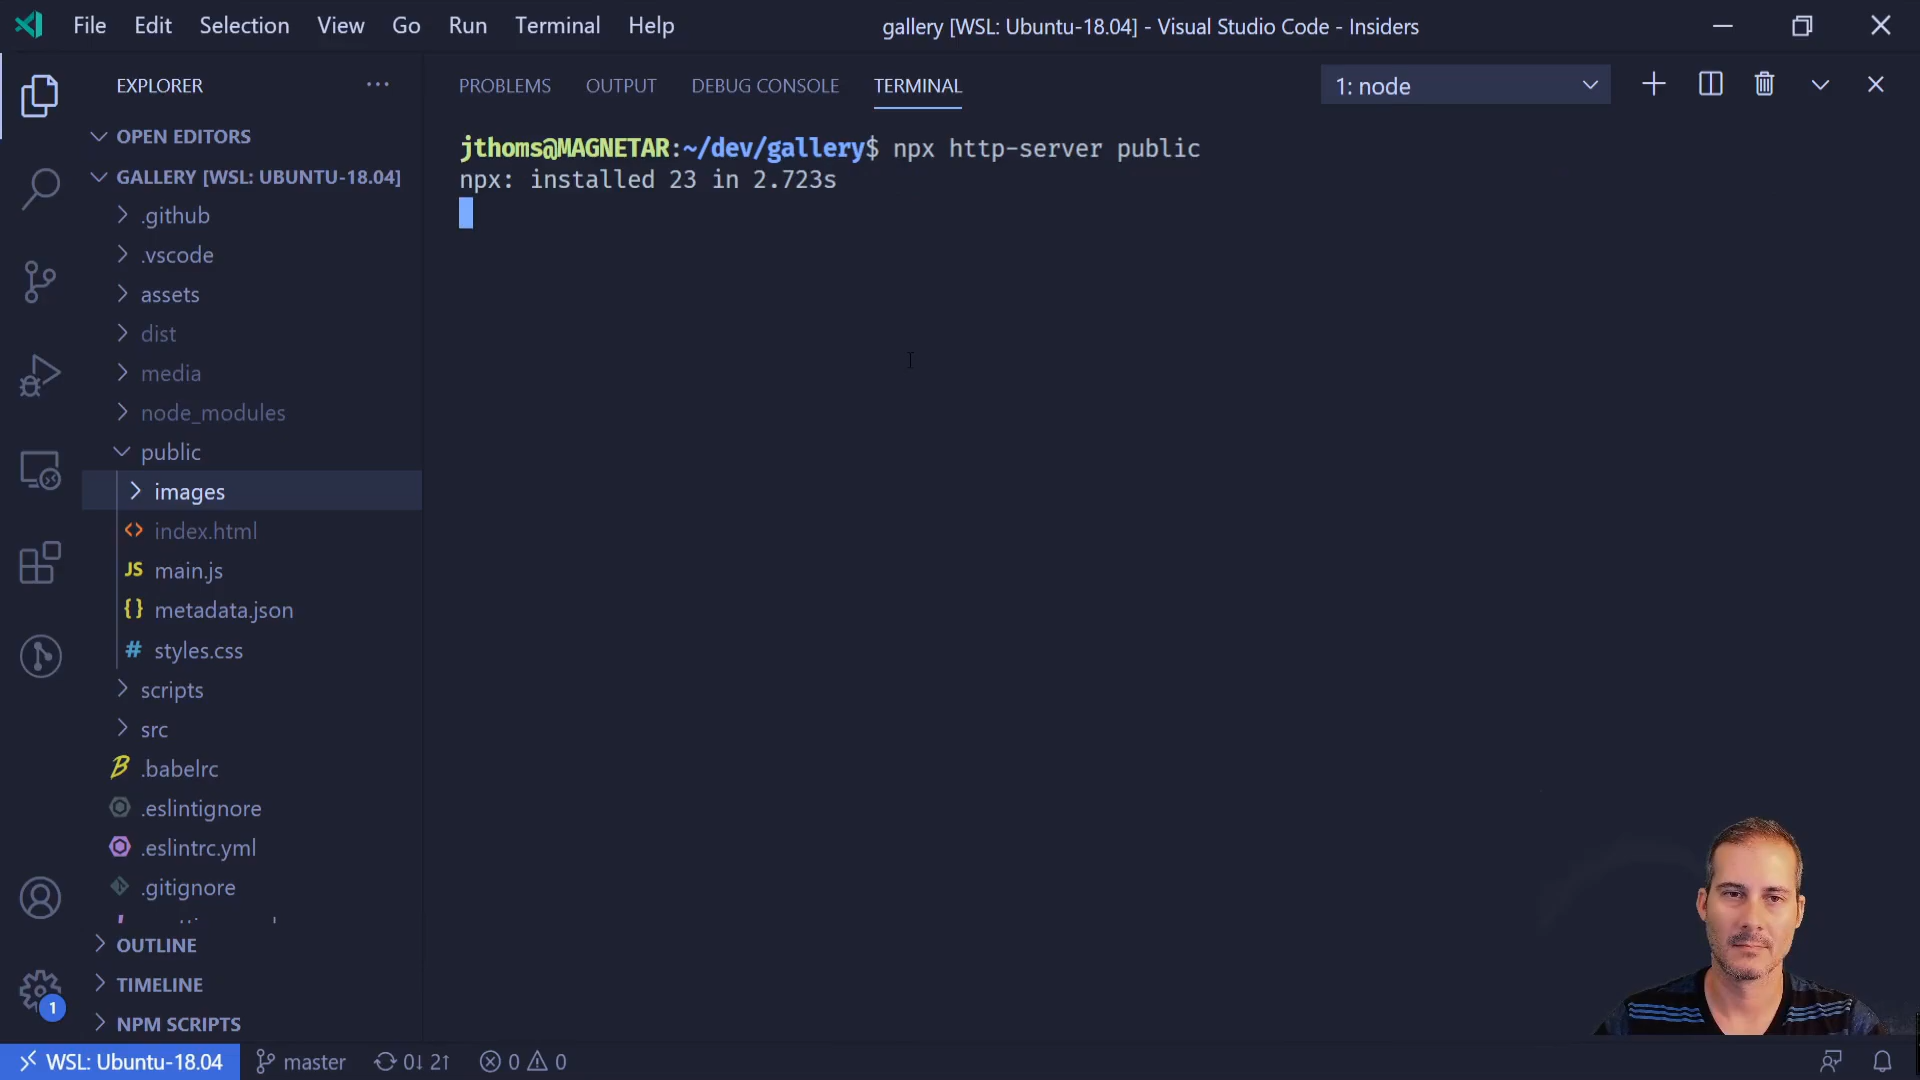 File Edit Selection View Go Run Terminal Help
gallery [WSL: Ubuntu-18.04] - Visual Studio Code - Insiders
EXPLORER
PROBLEMS OUTPUT DEBUG CONSOLE TERMINAL
1: node
OPEN EDITORS
GALLERY [WSL: UBUNTU-18.04]
.github
.vscode
assets
dist
media
node_modules
public
images
index.html
JS main.js
{} metadata.json
# styles.css
scripts
src
.babelrc
.eslintignore
.eslintrc.yml
.gitignore
OUTLINE
TIMELINE
1
NPM SCRIPTS
jthoms@MAGNETAR:~/dev/gallery$ npx http-server public
npx: installed 23 in 2.723s
WSL: Ubuntu-18.04 master 0↓ 2↑ 0 0